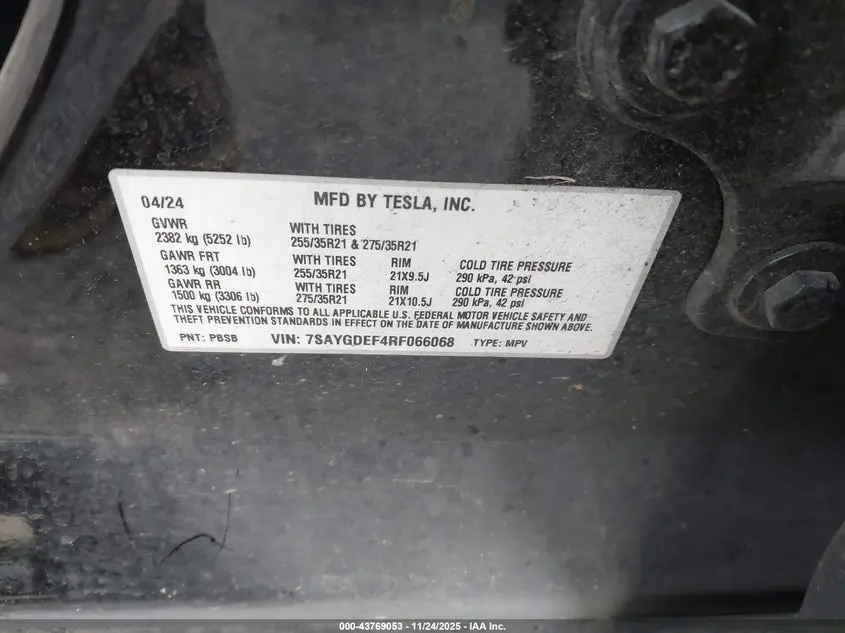 04/24 MFD BY TESLA, INC.
GVWR WITH TIRES
2382 kg (5252 lb) 255/35R21 & 275/35R21
GAWR FRT WITH TIRES RIM COLD TIRE PRESSURE
1363 kg (3004 lb) 255/35R21 21X9.5J 290 kPa, 42 psi
GAWR RR WITH TIRES RIM COLD TIRE PRESSURE
1500 kg (3306 lb) 275/35R21 21X10.5J 290 kPa, 42 psi
THIS VEHICLE CONFORMS TO ALL APPLICABLE U.S. FEDERAL MOTOR VEHICLE SAFETY AND
THEFT PREVENTION STANDARDS IN EFFECT ON THE DATE OF MANUFACTURE SHOWN ABOVE.
PNT: PBSB VIN: 7SAYGDEF4RF066068 TYPE: MPV
000-43769053 — 11/24/2025 — IAA Inc.